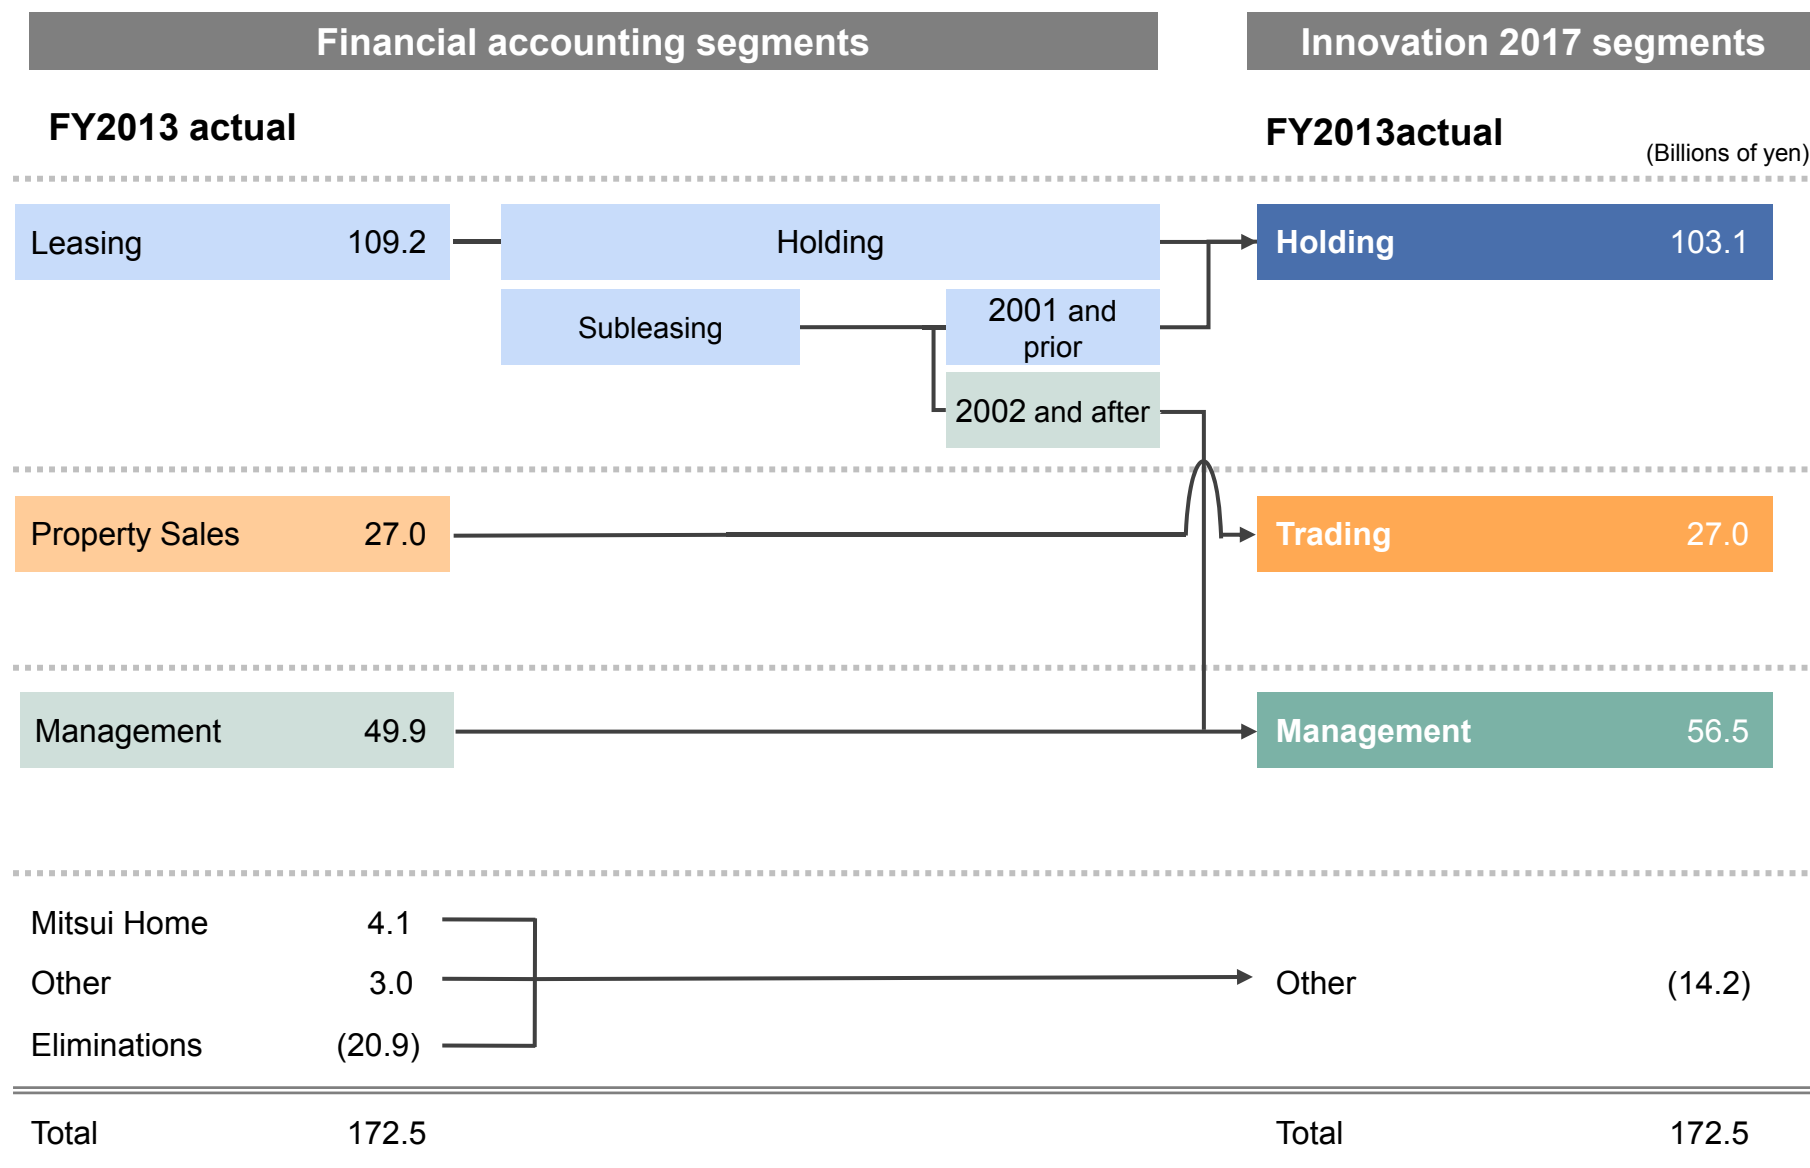 Financial accounting segments
Innovation 2017 segments
FY2013 actual
FY2013actual
(Billions of yen)
Leasing 109.2
Holding
Holding 103.1
Subleasing
2001 and
prior
2002 and after
Property Sales 27.0
Trading 27.0
Management 49.9
Management 56.5
Mitsui Home 4.1
Other 3.0
Other (14.2)
Eliminations (20.9)
Total 172.5
Total 172.5